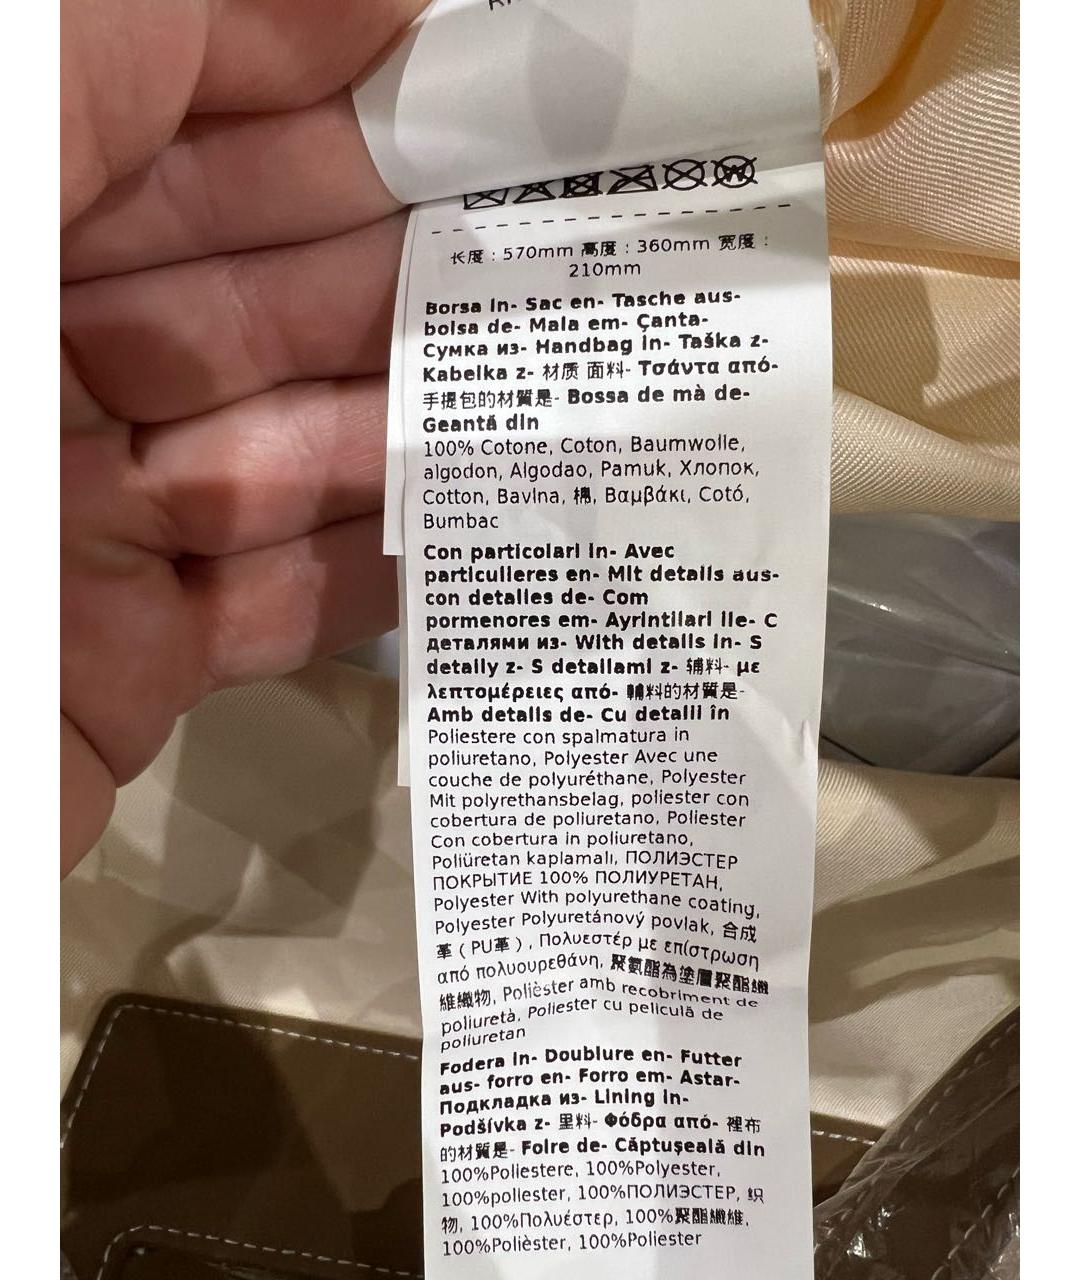 长度 : 570mm 高度 : 360mm 宽度 :
210mm
Borsa in- Sac en- Tasche aus-
bolsa de- Mala em- Çanta-
Сумка из- Handbag in- Taška z-
Kabelka z- 材质 面料- Τσάντα από-
手提包的材質是- Bossa de mà de-
Geantă din
100% Cotone, Coton, Baumwolle,
algodon, Algodao, Pamuk, Хлопок,
Cotton, Bavlna, 棉, Βαμβάκι, Cotó,
Bumbac
Con particolari in- Avec
particulieres en- Mit details aus-
con detalles de- Com
pormenores em- Ayrintilari ile- C
деталями из- With details in- S
detaily z- S detailami z- 辅料- με
λεπτομέρειες από- 輔料的材質是-
Amb detalls de- Cu detalii în
Poliestere con spalmatura in
poliuretano, Polyester Avec une
couche de polyuréthane, Polyester
Mit polyrethansbelag, poliester con
cobertura de poliuretano, Poliester
Con cobertura in poliuretano,
Poliüretan kaplamalı, ПОЛИЭСТЕР
ПОКРЫТИЕ 100% ПОЛИУРЕТАН,
Polyester With polyurethane coating,
Polyester Polyuretánový povlak, 合成
革 ( PU革 ) , Πολυεστέρ με επίστρωση
από πολυουρεθάνη, 聚氨酯為塗層聚酯纖
維織物, Polièster amb recobriment de
poliuretà, Poliester cu peliculă de
poliuretan
Fodera in- Doublure en- Futter
aus- forro en- Forro em- Astar-
Подкладка из- Lining in-
Podšívka z- 里料- Φόδρα από- 裡布
的材質是- Folre de- Căptușeală din
100%Poliestere, 100%Polyester,
100%poliester, 100%ПОЛИЭСТЕР, 织
物, 100%Πολυέστερ, 100%聚酯纖維,
100%Polièster, 100%Poliester